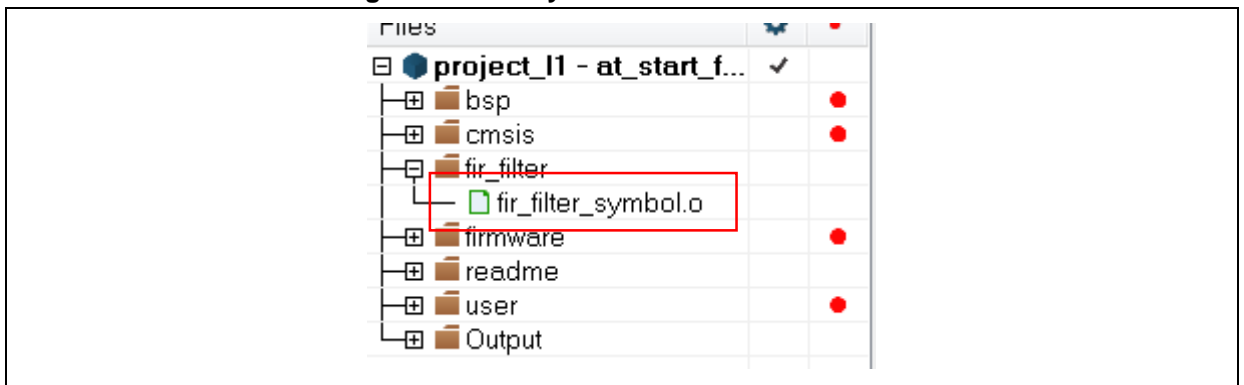 Files
project_l1 - at_start_f...
bsp
cmsis
fir_filter
fir_filter_symbol.o
firmware
readme
user
Output